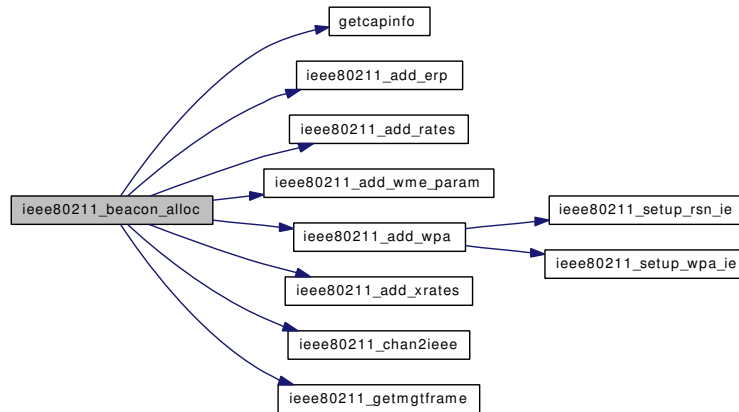 getcapinfo
ieee80211_add_erp
ieee80211_add_rates
ieee80211_add_wme_param
ieee80211_beacon_alloc
ieee80211_add_wpa
ieee80211_setup_rsn_ie
ieee80211_setup_wpa_ie
ieee80211_add_xrates
ieee80211_chan2ieee
ieee80211_getmgtframe